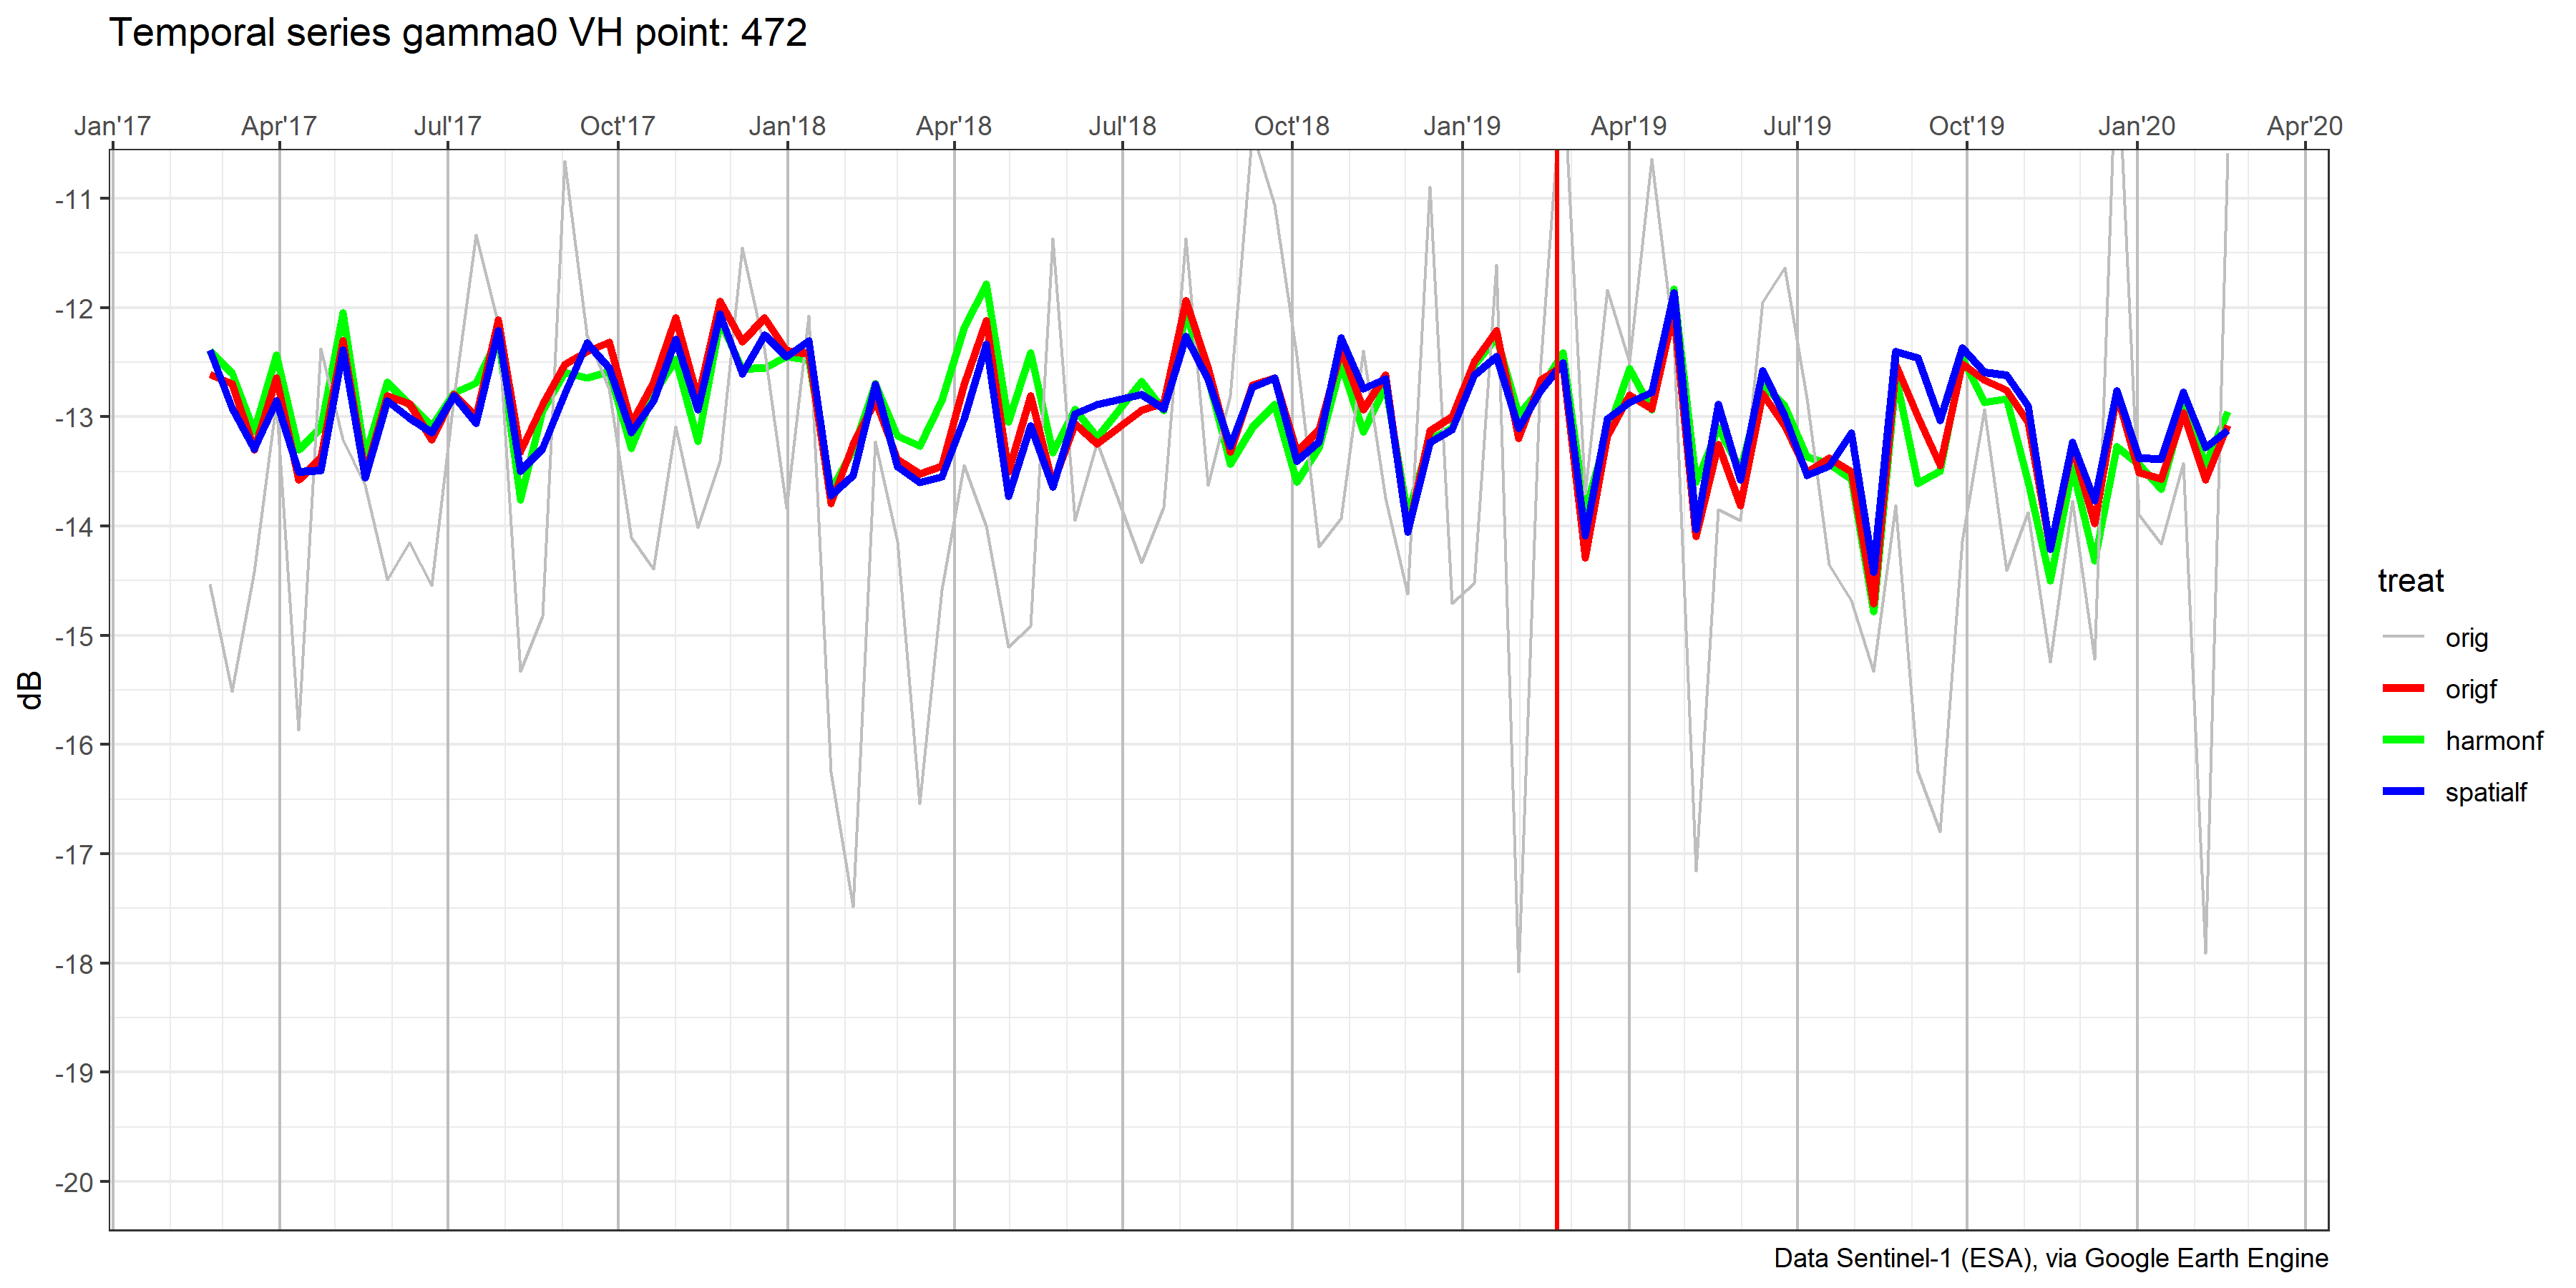 Temporal series gamma0 VH point: 472
Jan'17 Apr'17 Jul'17 Oct'17 Jan'18 Apr'18 Jul'18 Oct'18 Jan'19 Apr'19 Jul'19 Oct'19 Jan'20 Apr'20
-11
-12
-13
-14
-15
-16
-17
-18
-19
-20
dB
treat
orig
origf
harmonf
spatialf
Data Sentinel-1 (ESA), via Google Earth Engine